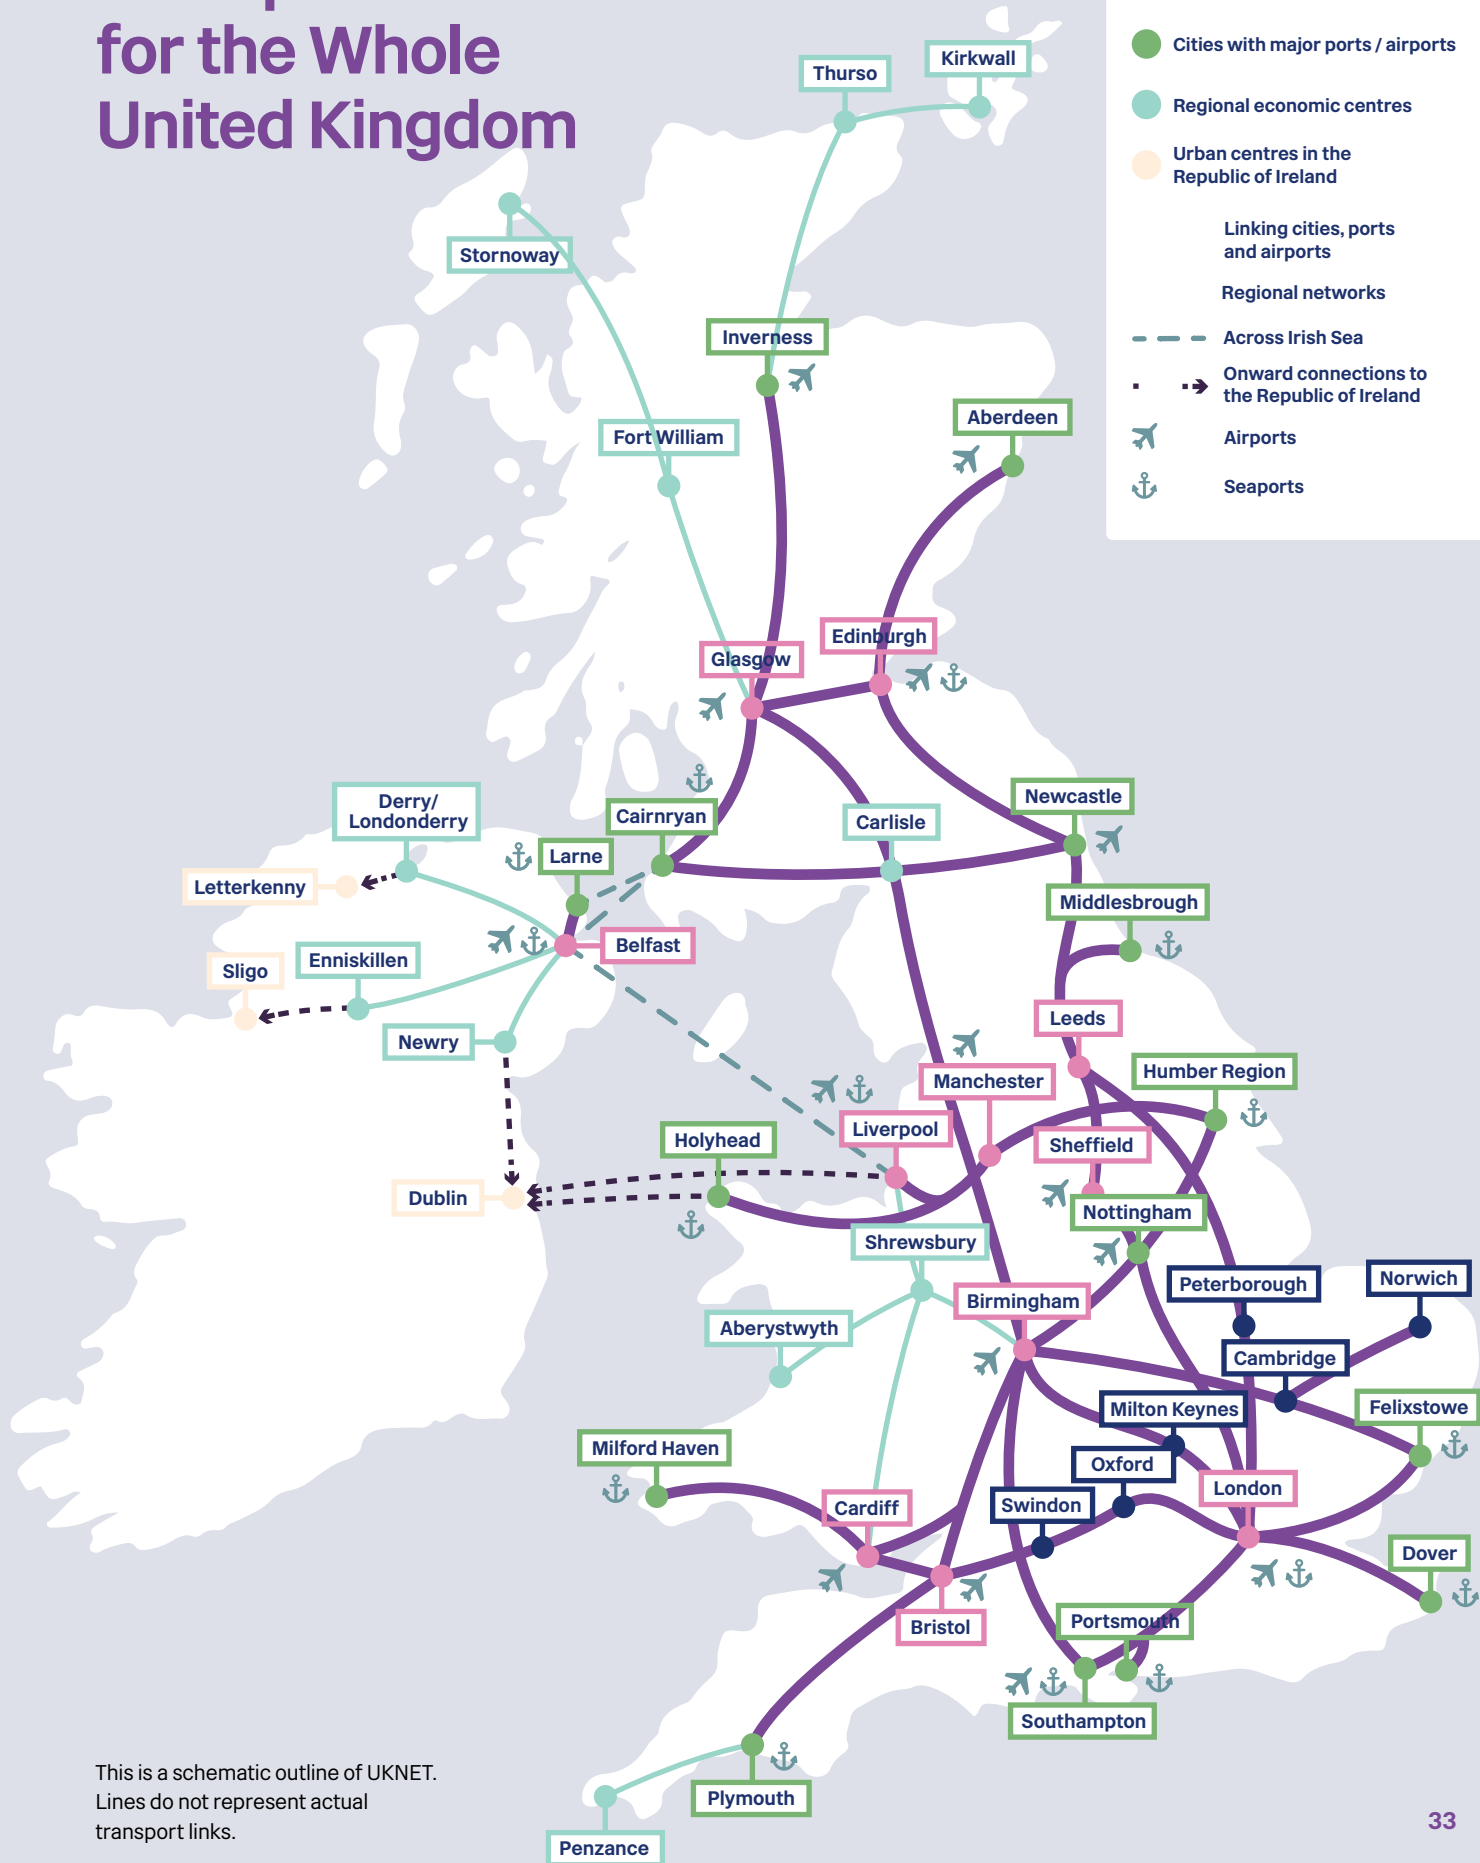 for the Whole
United Kingdom
Cities with major ports / airports
Regional economic centres
Urban centres in the
Republic of Ireland
Linking cities, ports
and airports
Regional networks
Across Irish Sea
Onward connections to
the Republic of Ireland
Airports
Seaports
Kirkwall
Thurso
Stornoway
Inverness
Aberdeen
Fort William
Edinburgh
Glasgow
Newcastle
Derry/
Londonderry
Cairnryan
Carlisle
Larne
Letterkenny
Middlesbrough
Belfast
Enniskillen
Sligo
Leeds
Newry
Humber Region
Manchester
Liverpool
Holyhead
Sheffield
Dublin
Nottingham
Shrewsbury
Norwich
Peterborough
Birmingham
Aberystwyth
Cambridge
Felixstowe
Milton Keynes
Milford Haven
Oxford
London
Swindon
Cardiff
Dover
Portsmouth
Bristol
Southampton
Plymouth
Penzance
This is a schematic outline of UKNET.
Lines do not represent actual
transport links.
33